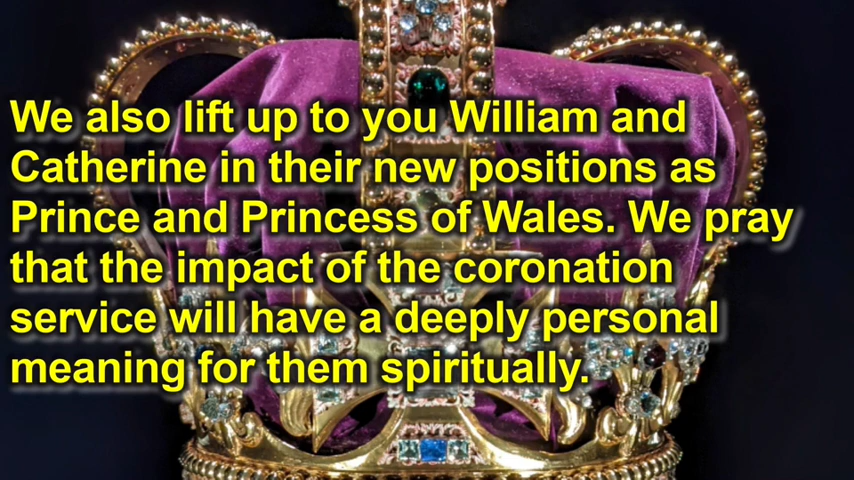 We also lift up to you William and
Catherine in their new positions as
Prince and Princess of Wales. We pray
that the impact of the coronation
service will have a deeply personal
meaning for them spiritually.